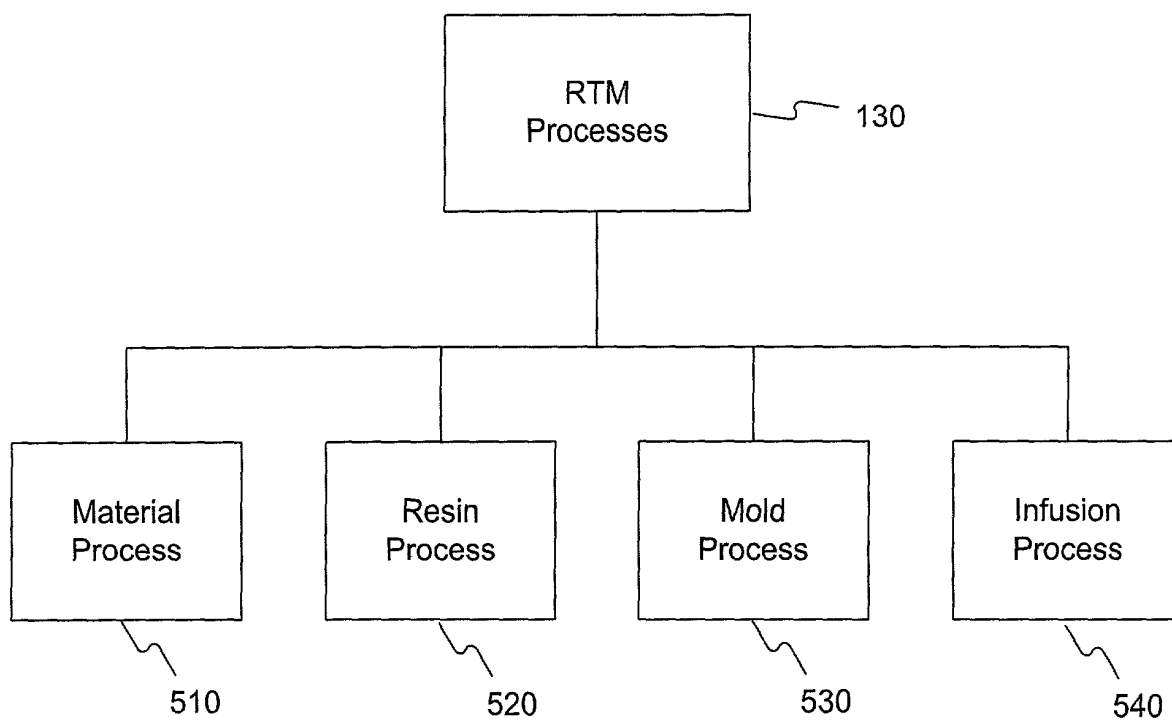 RTM
Processes
130
Material
Process
Resin
Process
Mold
Process
Infusion
Process
510
520
530
540